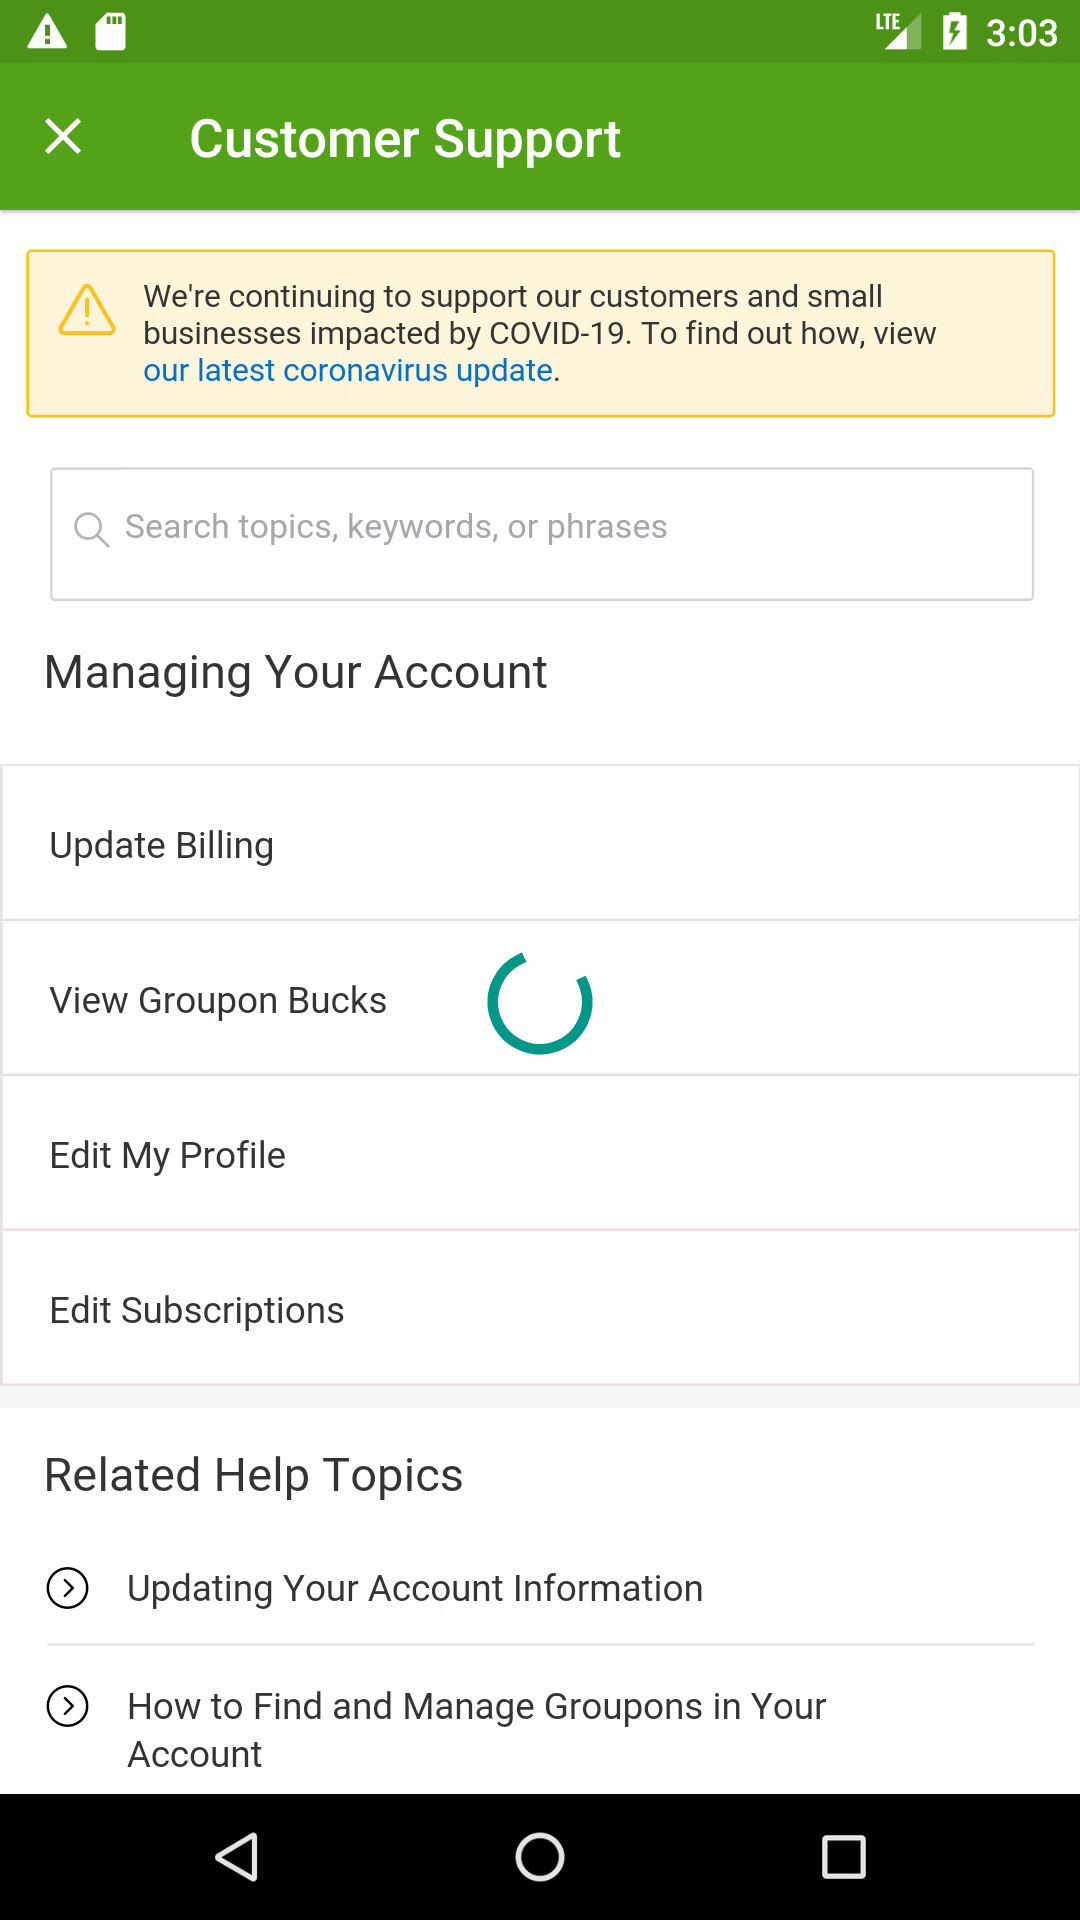 LTE 3:03
Customer Support
We're continuing to support our customers and small
businesses impacted by COVID-19. To find out how, view
our latest coronavirus update.
Search topics, keywords, or phrases
Managing Your Account
Update Billing
View Groupon Bucks
Edit My Profile
Edit Subscriptions
Related Help Topics
Updating Your Account Information
How to Find and Manage Groupons in Your
Account